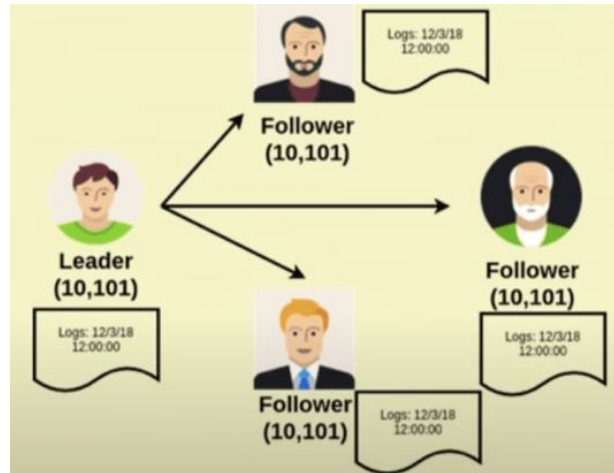 Logs: 12/3/18
12:00:00
Follower
(10,101)
Leader
(10,101)
Logs: 12/3/18
12:00:00
Follower
(10,101)
Logs: 12/3/18
12:00:00
Follower
(10,101)
Logs: 12/3/18
12:00:00